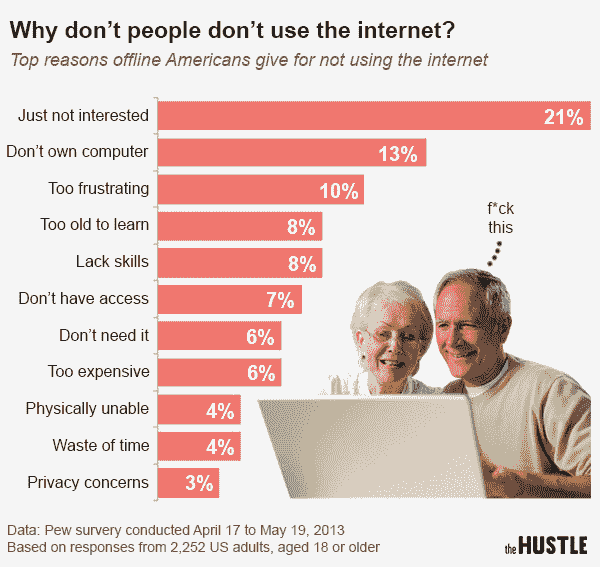 Why don't people don't use the internet?
Top reasons offline Americans give for not using the internet
Just not interested 21%
Don't own computer 13%
Too frustrating 10%
Too old to learn 8%
f*ck
this
Lack skills 8%
Don't have access 7%
Don't need it 6%
Too expensive 6%
Physically unable 4%
Waste of time 4%
Privacy concerns 3%
Data: Pew survery conducted April 17 to May 19, 2013
Based on responses from 2,252 US adults, aged 18 or older
the HUSTLE